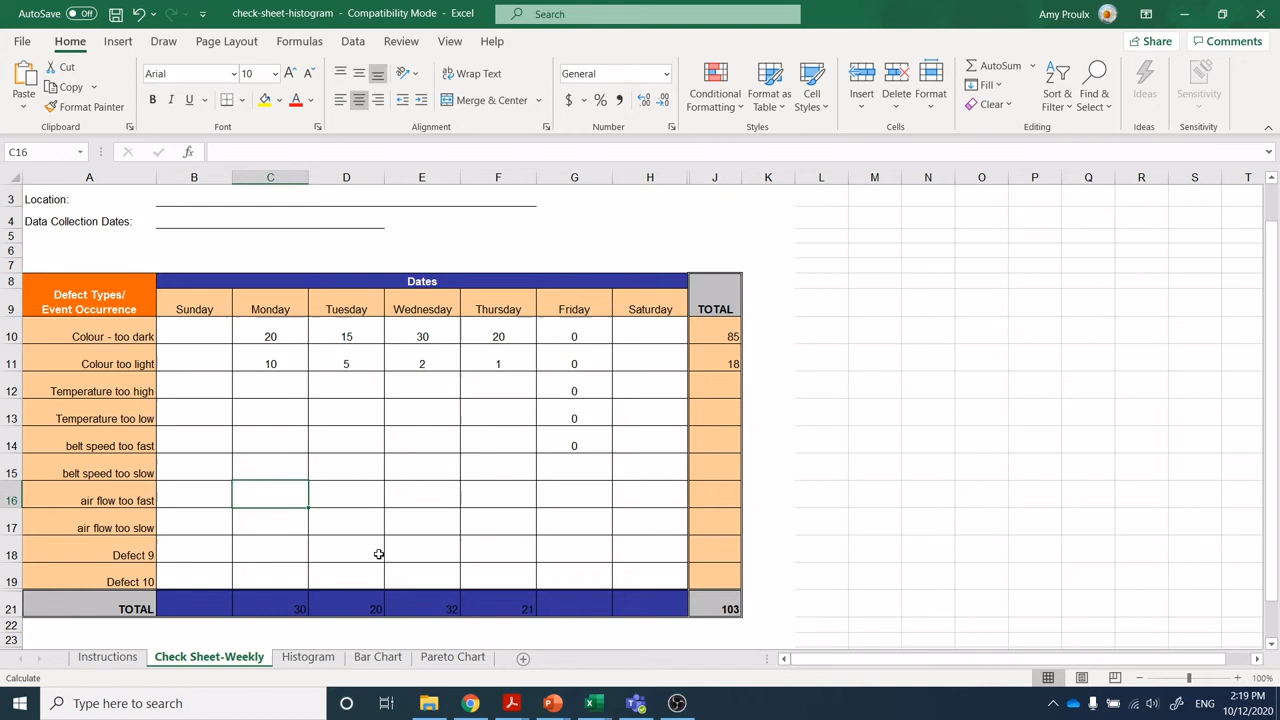 AutoSave Off check-sheet-histogram - Compatibility Mode - Excel Search Amy Proulx
File Home Insert Draw Page Layout Formulas Data Review View Help Share Comments
Paste Cut Copy Format Painter
Clipboard
Arial 10
B I U A
Font
Wrap Text
Merge & Center
Alignment
General
$ % ,
Number
Conditional Formatting Format as Table Cell Styles
Styles
Insert Delete Format
Cells
AutoSum
Fill
Clear
Sort & Filter Find & Select
Editing
Ideas
Ideas
Sensitivity
Sensitivity
C16 fx
A B C D E F G H J K L M N O P Q R S T
3 Location:
4 Data Collection Dates:
5
6
7
8 Defect Types/ Dates
9 Event Occurrence Sunday Monday Tuesday Wednesday Thursday Friday Saturday TOTAL
10 Colour - too dark 20 15 30 20 0 85
11 Colour too light 10 5 2 1 0 18
12 Temperature too high 0
13 Temperature too low 0
14 belt speed too fast 0
15 belt speed too slow
16 air flow too fast
17 air flow too slow
18 Defect 9
19 Defect 10
21 TOTAL 30 20 32 21 103
22
23
Instructions Check Sheet-Weekly Histogram Bar Chart Pareto Chart
Calculate 100%
Type here to search ENG 2:19 PM
10/12/2020